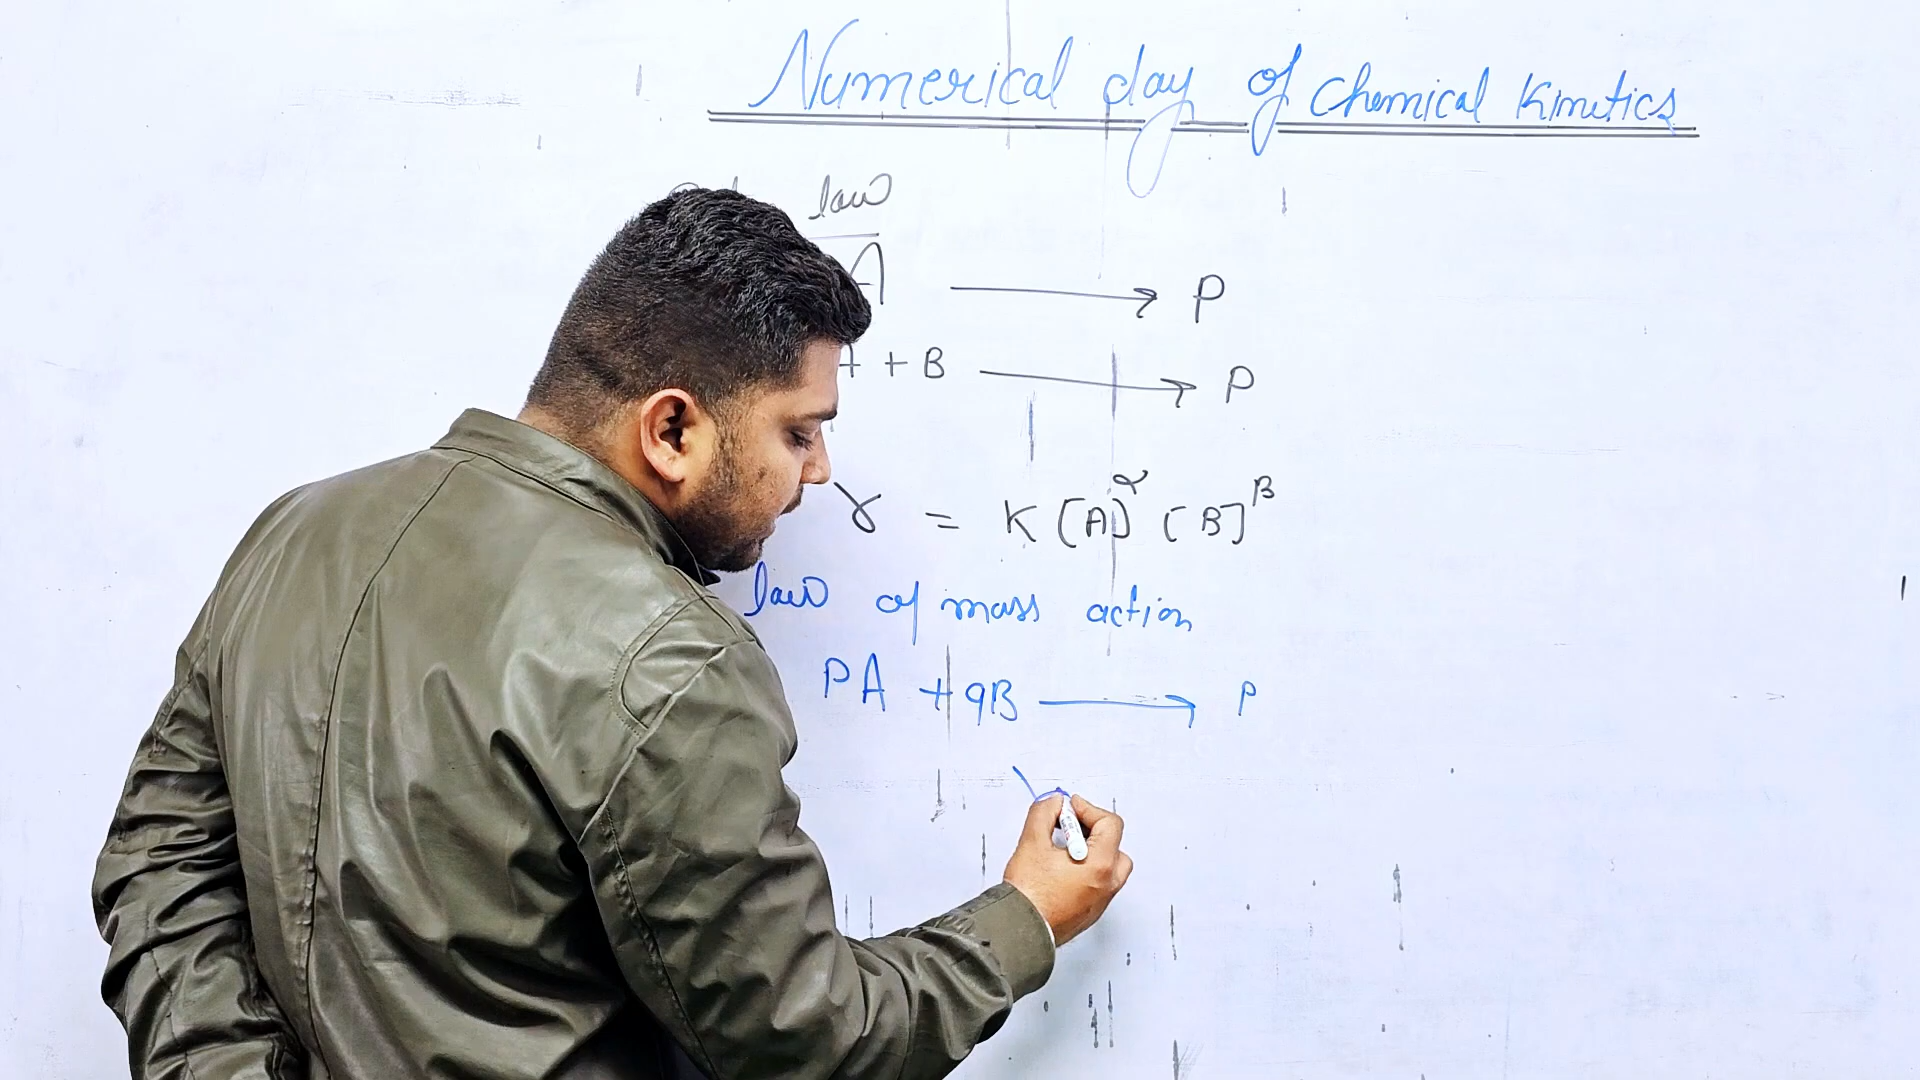 Numerical day of Chemical Kinetics
law
A ⟶ P
A + B ⟶ P
r = K [A]^α [B]^β
law of mass action
PA + qB ⟶ P